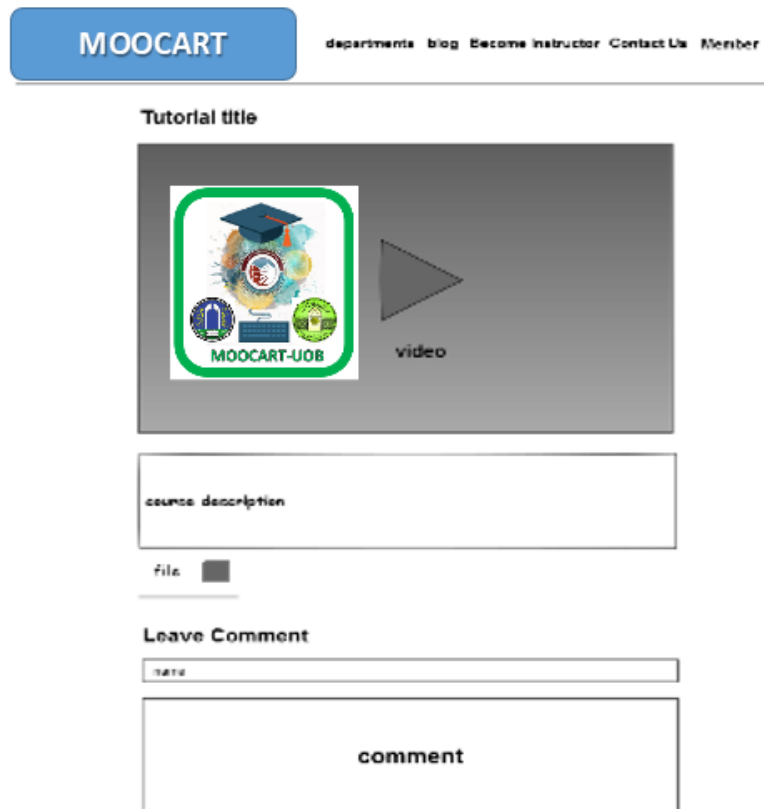 MOOCART
departments blog Become Instructor Contact Us Member
Tutorial title
MOOCART-UOB
video
course description
file
Leave Comment
name
comment